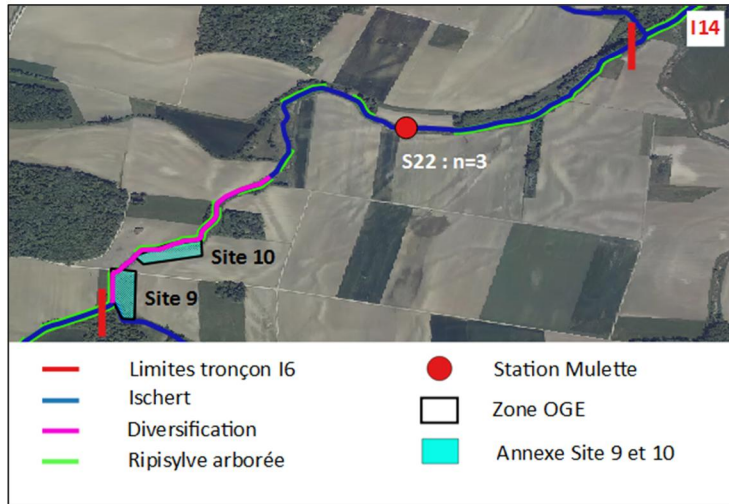 I14
S22 : n=3
Site 10
Site 9
Limites tronçon I6
Ischert
Diversification
Ripisylve arborée
Station Mulette
Zone OGE
Annexe Site 9 et 10